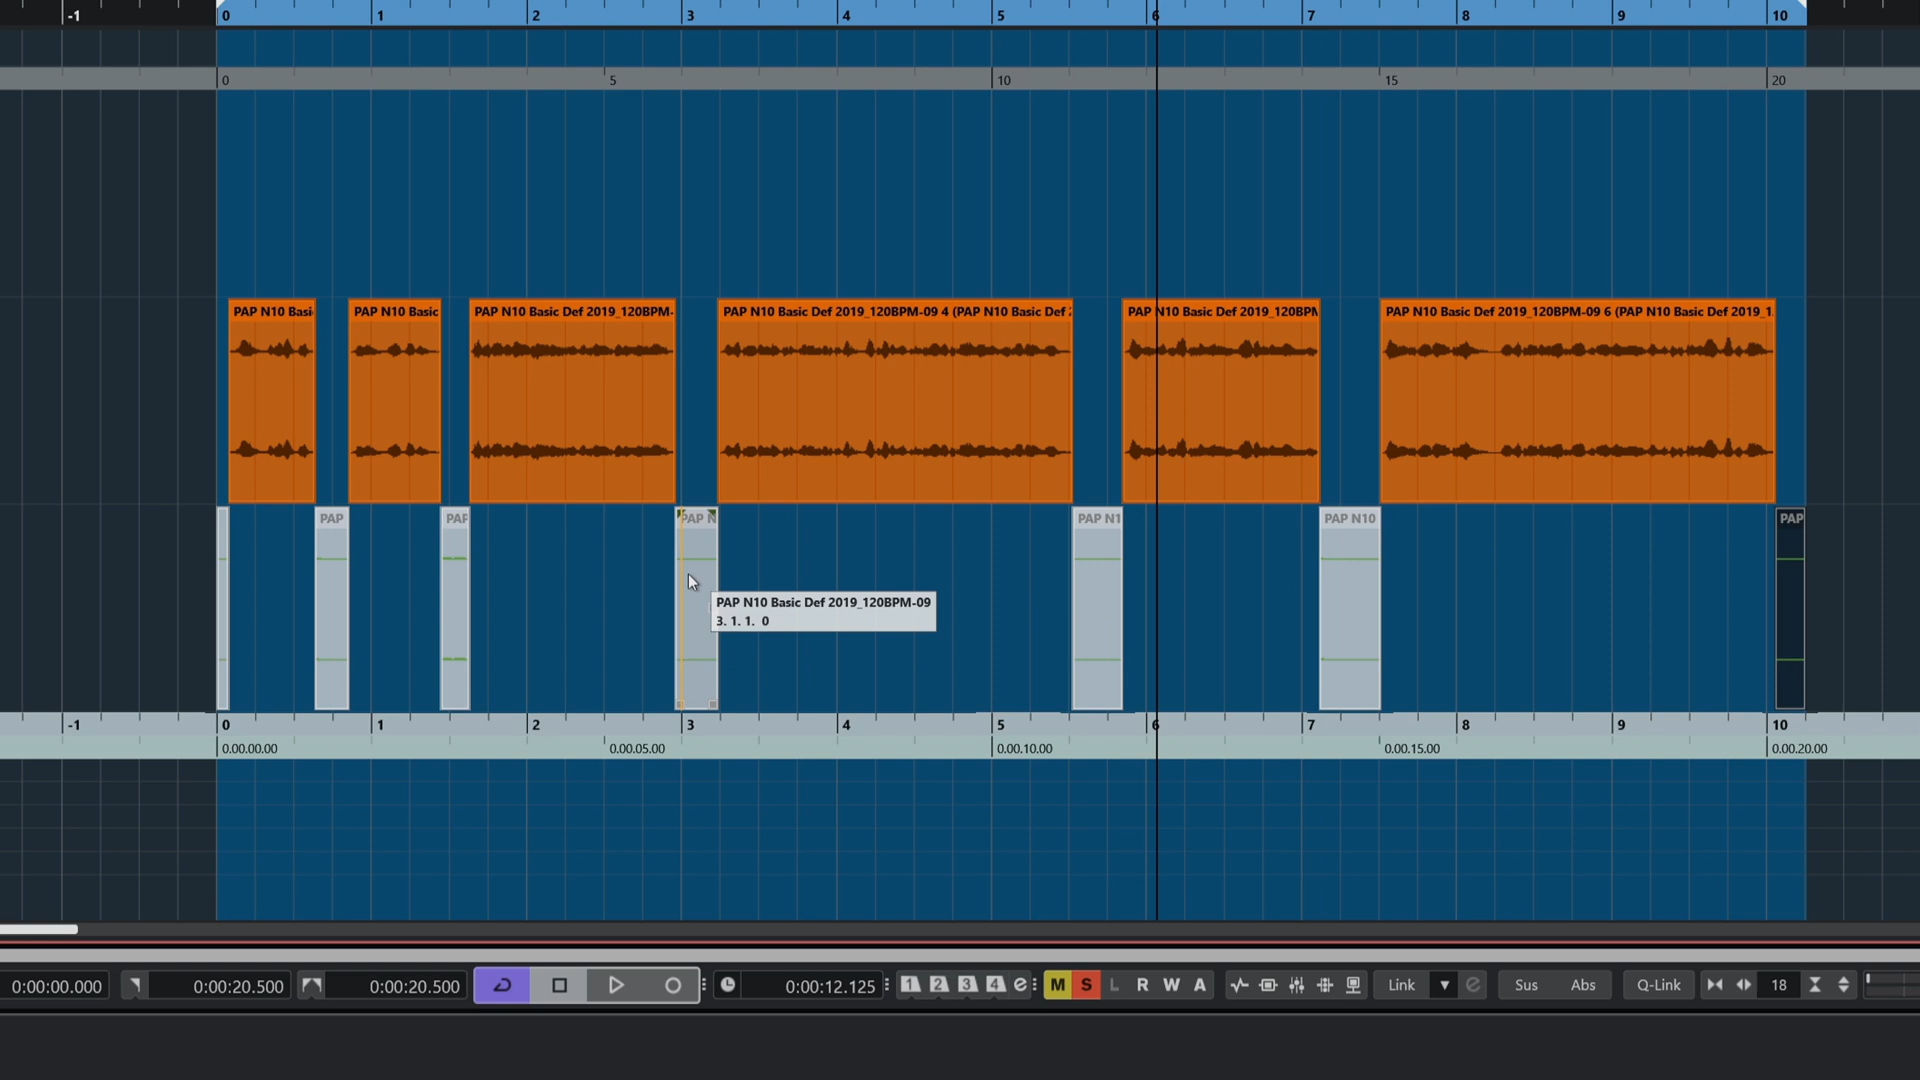 -1 0 1 2 3 4 5 6 7 8 9 10
0 5 10 15 20
PAP N10 Basi PAP N10 Basic PAP N10 Basic Def 2019_120BPM- PAP N10 Basic Def 2019_120BPM-09 4 (PAP N10 Basic Def 2 PAP N10 Basic Def 2019_120BPM PAP N10 Basic Def 2019_120BPM-09 6 (PAP N10 Basic Def 2019_1
PAP PAP PAP N PAP N1 PAP N10 PAP
PAP N10 Basic Def 2019_120BPM-09
3. 1. 1. 0
-1 0 1 2 3 4 5 6 7 8 9 10
0.00.00.00 0.00.05.00 0.00.10.00 0.00.15.00 0.00.20.00
0:00:00.000 0:00:20.500 0:00:20.500 0:00:12.125 1 2 3 4 e M S L R W A Link Sus Abs Q-Link 18